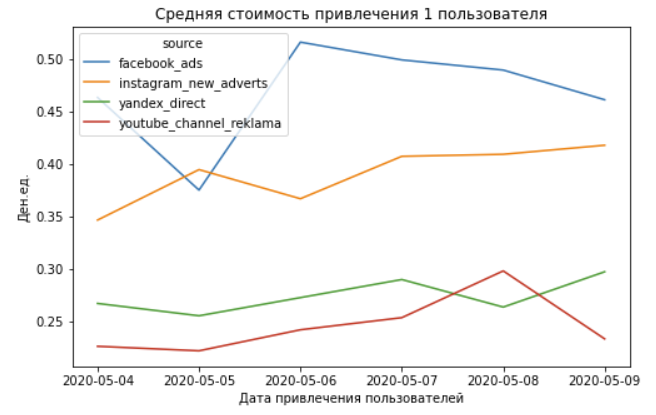 Средняя стоимость привлечения 1 пользователя
source
facebook_ads
instagram_new_adverts
yandex_direct
youtube_channel_reklama
0.50
0.45
0.40
0.35
0.30
0.25
Ден.ед.
2020-05-04 2020-05-05 2020-05-06 2020-05-07 2020-05-08 2020-05-09
Дата привлечения пользователей